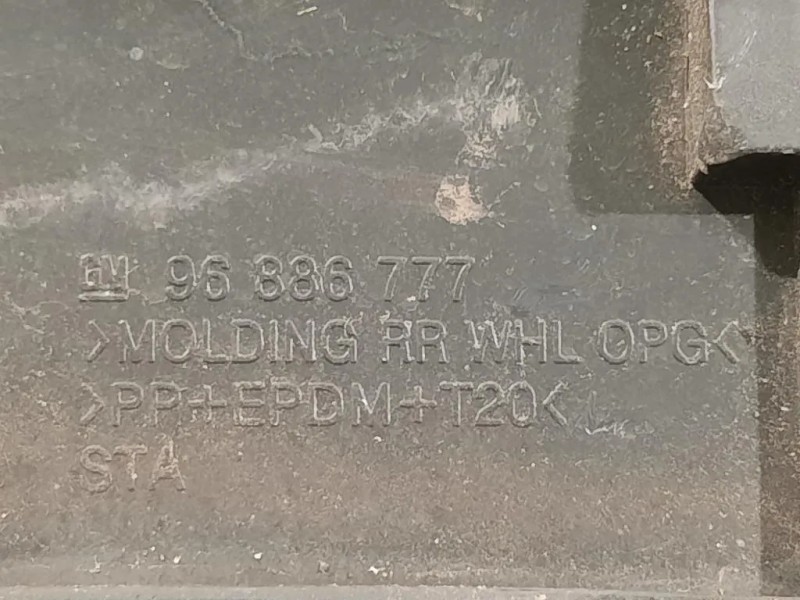 GM 96 886 777
>MOLDING RR WHL OPG<
>PP+EPDM+T20<
STA